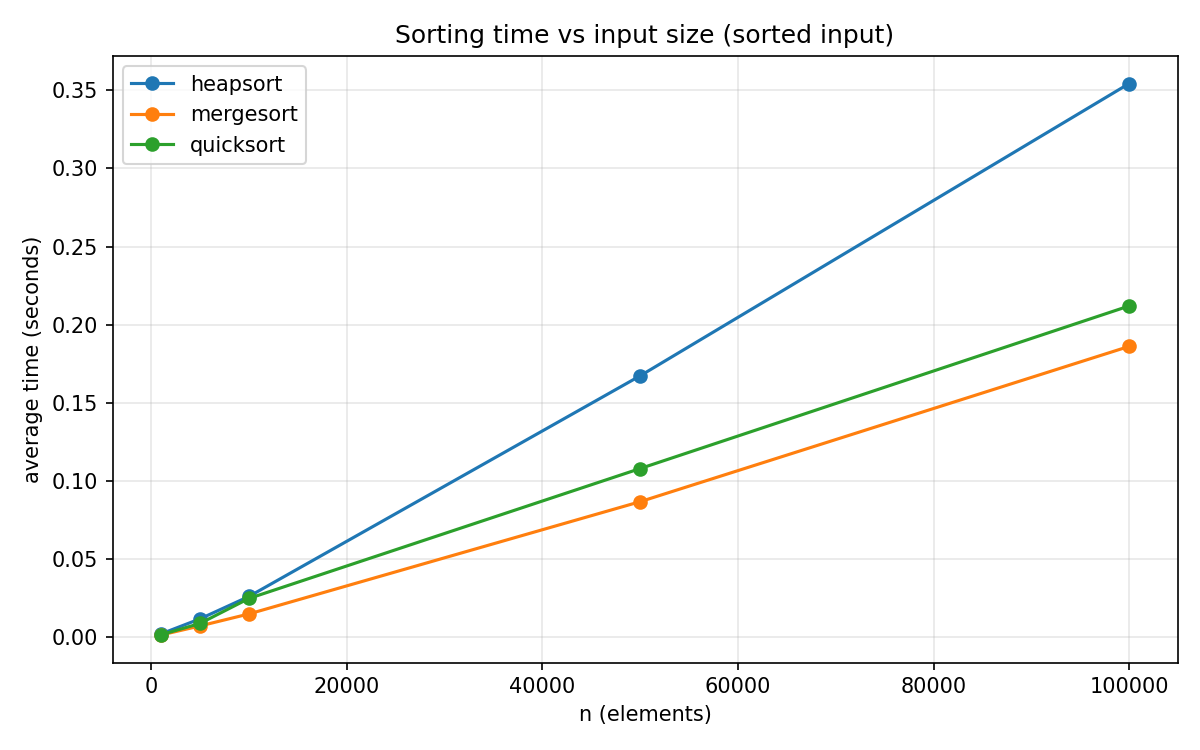 Sorting time vs input size (sorted input)
heapsort
mergesort
quicksort
average time (seconds)
0.35
0.30
0.25
0.20
0.15
0.10
0.05
0.00
0 20000 40000 60000 80000 100000
n (elements)